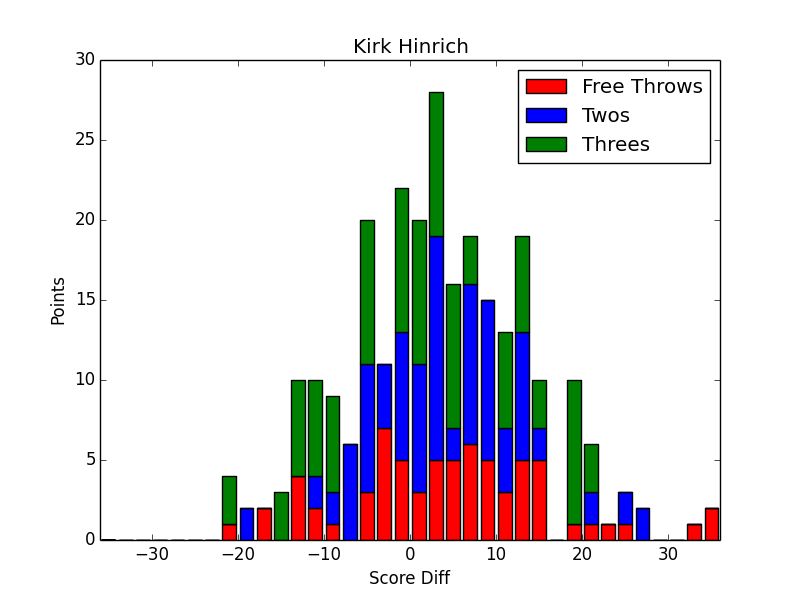 Kirk Hinrich
30
25
20
15
10
5
0
Points
Free Throws
Twos
Threes
−30 −20 −10 0 10 20 30
Score Diff